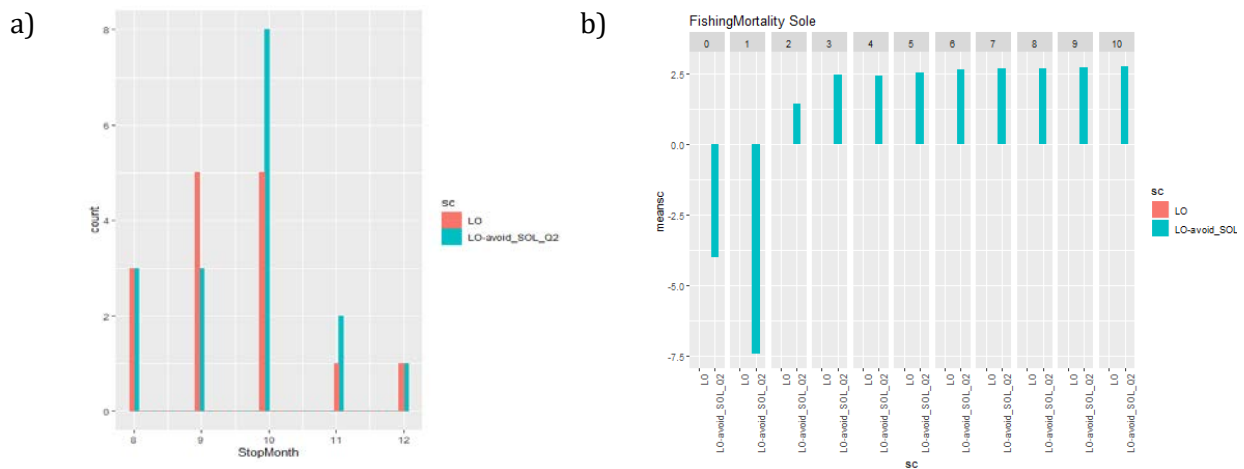 a)
8
6
4
2
0
count
8 9 10 11 12
StopMonth
sc
LO
LO-avoid_SOL_Q2
b)
FishingMortality Sole
0 1 2 3 4 5 6 7 8 9 10
2.5
0.0
-2.5
-5.0
-7.5
meansc
LO
LO-avoid_SOL_Q2
LO
LO-avoid_SOL_Q2
LO
LO-avoid_SOL_Q2
LO
LO-avoid_SOL_Q2
LO
LO-avoid_SOL_Q2
LO
LO-avoid_SOL_Q2
LO
LO-avoid_SOL_Q2
LO
LO-avoid_SOL_Q2
LO
LO-avoid_SOL_Q2
LO
LO-avoid_SOL_Q2
LO
LO-avoid_SOL_Q2
sc
sc
LO
LO-avoid_SOL